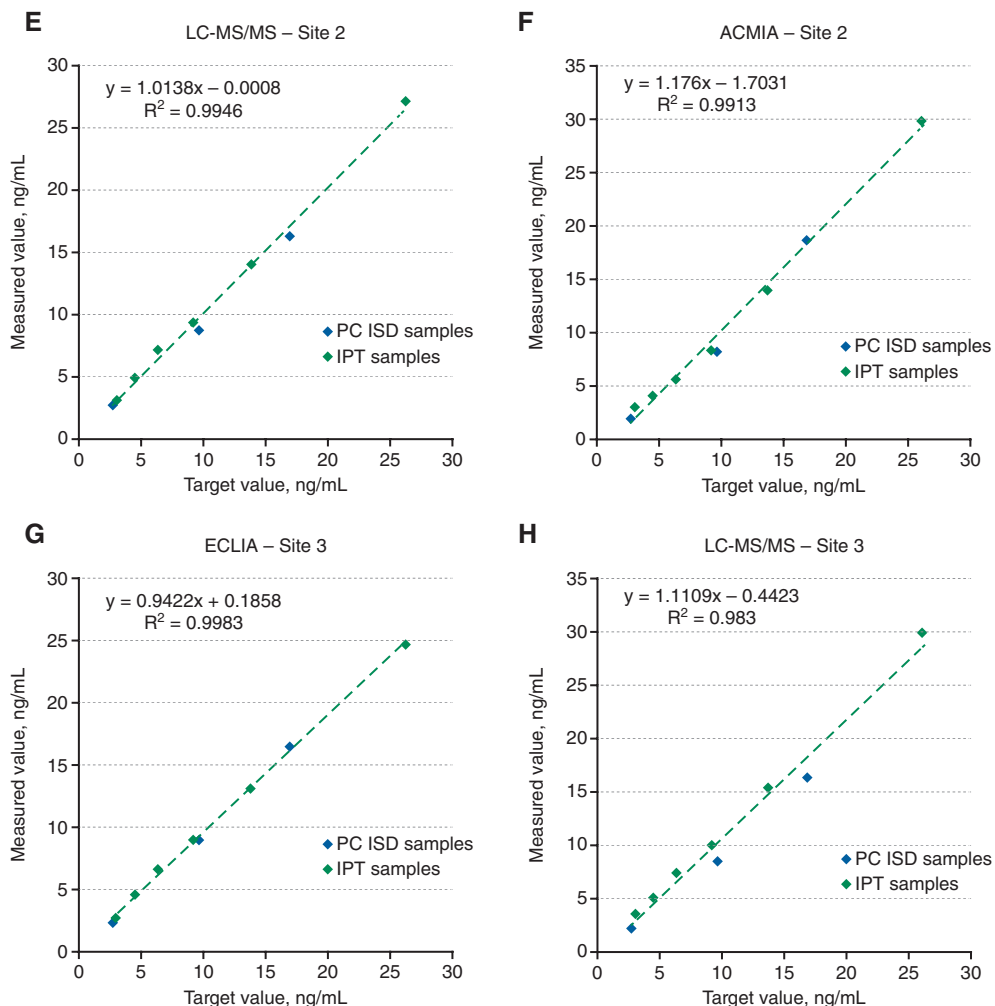 E
LC-MS/MS – Site 2
y = 1.0138x – 0.0008
R² = 0.9946
Measured value, ng/mL
30
25
20
15
10
5
0
0 5 10 15 20 25 30
Target value, ng/mL
PC ISD samples
IPT samples
F
ACMIA – Site 2
y = 1.176x – 1.7031
R² = 0.9913
Measured value, ng/mL
35
30
25
20
15
10
5
0
0 5 10 15 20 25 30
Target value, ng/mL
PC ISD samples
IPT samples
G
ECLIA – Site 3
y = 0.9422x + 0.1858
R² = 0.9983
Measured value, ng/mL
30
25
20
15
10
5
0
0 5 10 15 20 25 30
Target value, ng/mL
PC ISD samples
IPT samples
H
LC-MS/MS – Site 3
y = 1.1109x – 0.4423
R² = 0.983
Measured value, ng/mL
35
30
25
20
15
10
5
0
0 5 10 15 20 25 30
Target value, ng/mL
PC ISD samples
IPT samples